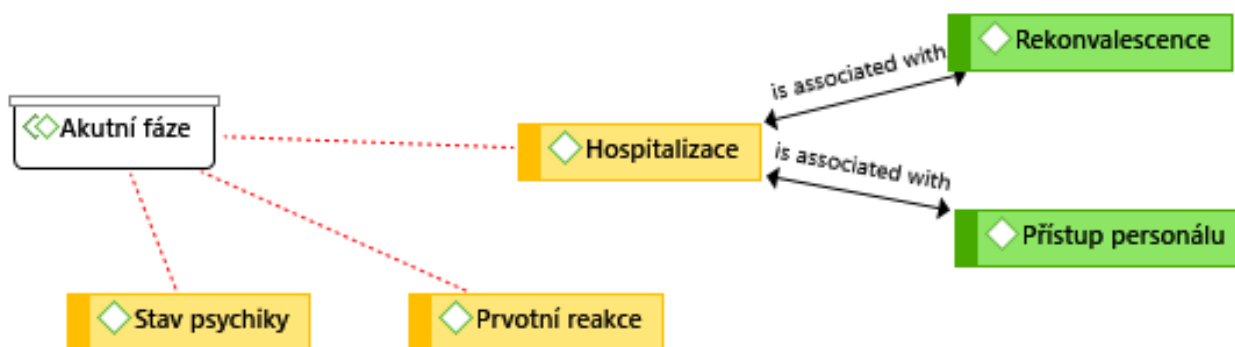 Rekonvalescence
is associated with
Akutní fáze
Hospitalizace
is associated with
Přístup personálu
Stav psychiky
Prvotní reakce